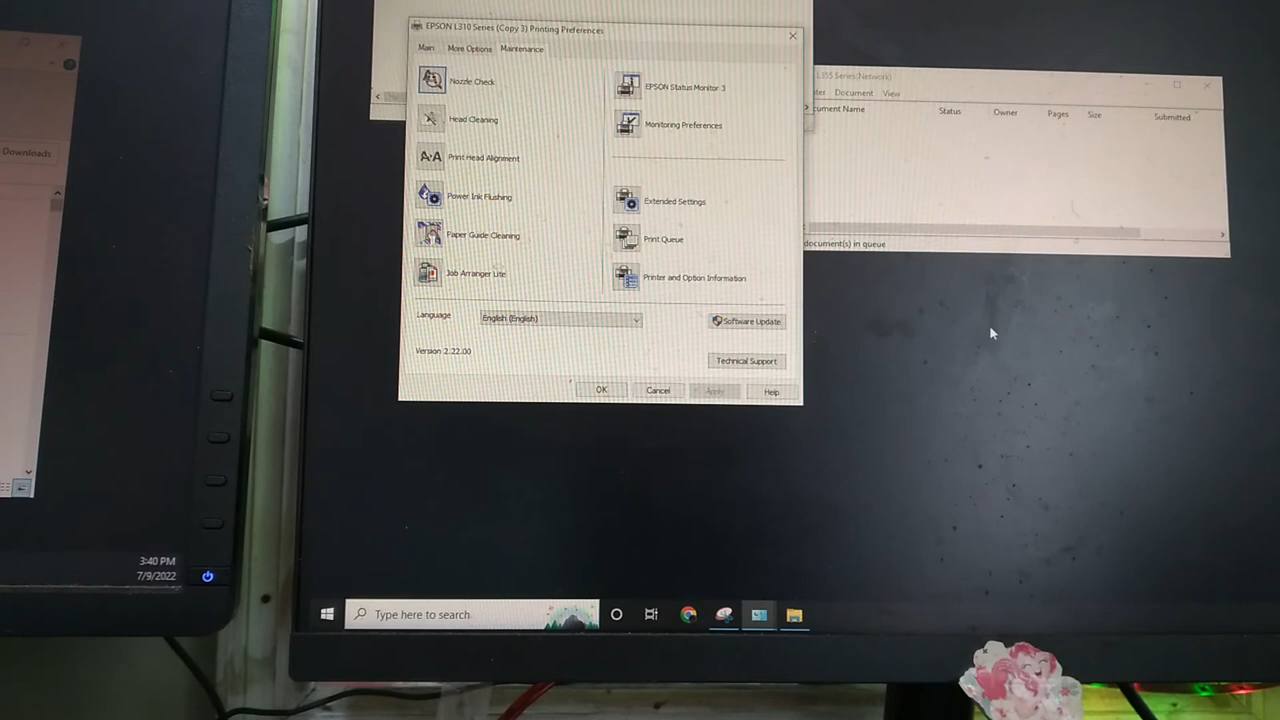 EPSON L310 Series (Copy 3) Printing Preferences
Main More Options Maintenance
Nozzle Check
Head Cleaning
Print Head Alignment
Power Ink Flushing
Paper Guide Cleaning
Job Arranger Lite
EPSON Status Monitor 3
Monitoring Preferences
Extended Settings
Print Queue
Printer and Option Information
Language English (English)
Software Update
Version 2.22.00
Technical Support
OK Cancel Apply Help
L355 Series(Network)
ter Document View
cument Name Status Owner Pages Size Submitted
document(s) in queue
Downloads
3:40 PM
7/9/2022
Type here to search